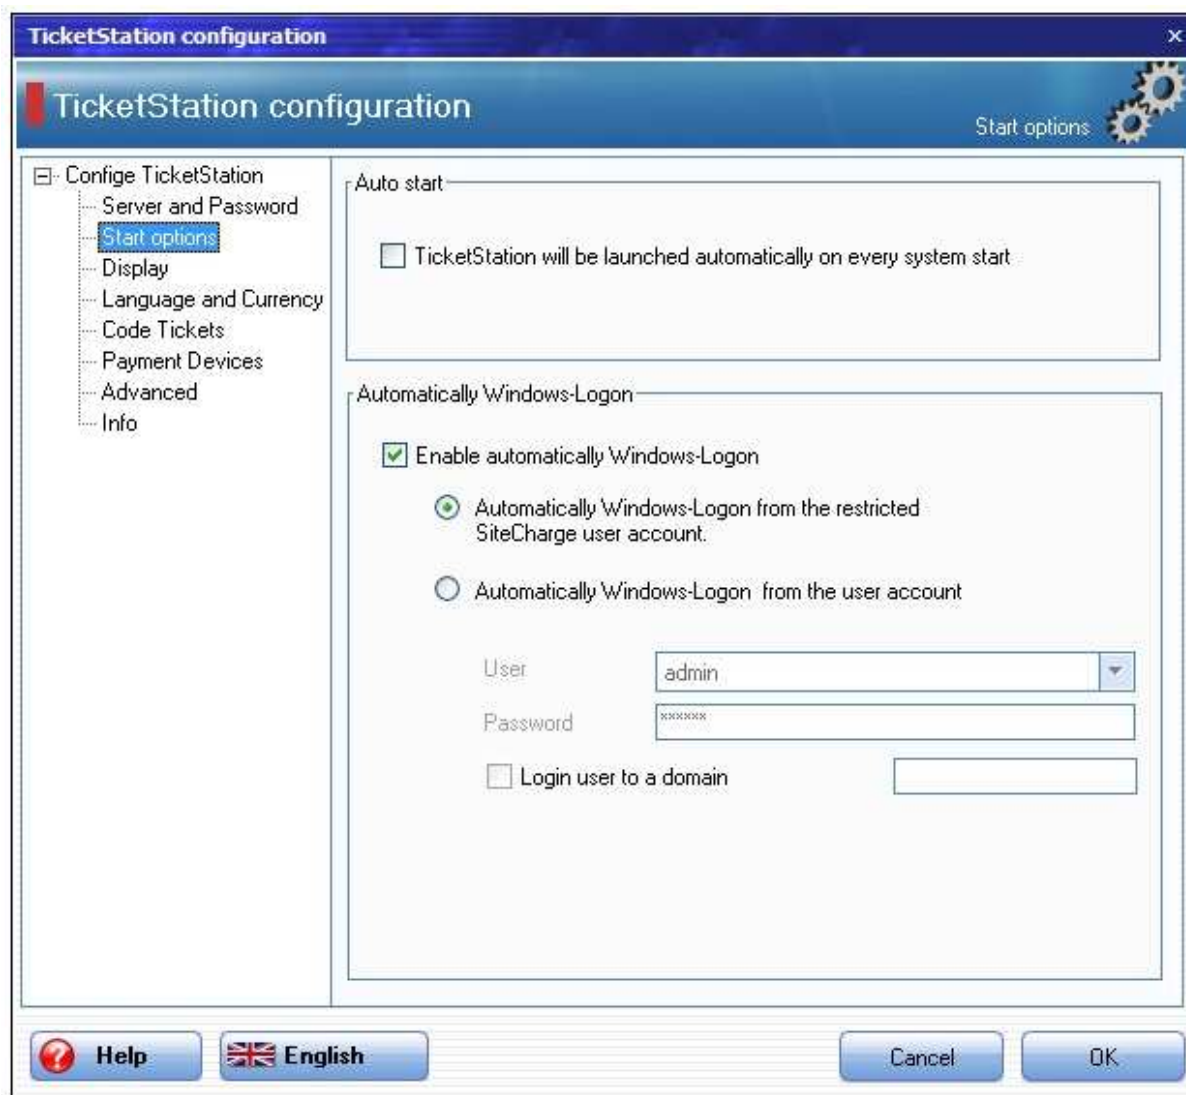 TicketStation configuration
TicketStation configuration
Start options
Confige TicketStation
Server and Password
Start options
Display
Language and Currency
Code Tickets
Payment Devices
Advanced
Info
Auto start
TicketStation will be launched automatically on every system start
Automatically Windows-Logon
Enable automatically Windows-Logon
Automatically Windows-Logon from the restricted
SiteCharge user account.
Automatically Windows-Logon from the user account
User
admin
Password
××××××
Login user to a domain
Help
English
Cancel
OK